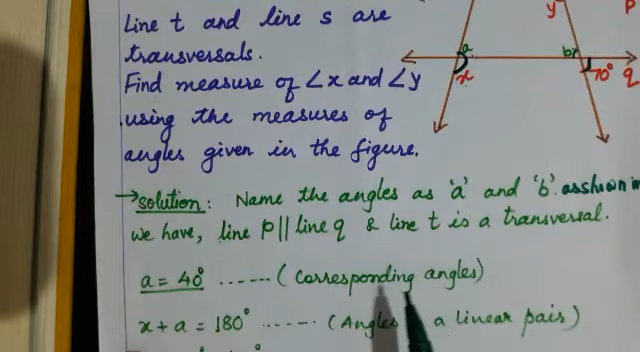 Line t and line s are
transversals.
Find measure of ∠x and ∠y
using the measures of
angles given in the figure.
y
p
a
b
x
70°
q
→ Solution: Name the angles as 'a' and 'b' as shown in
we have, line p || line q & line t is a transversal.
a = 40° ...... (Corresponding angles)
x + a = 180° ...... (Angles a linear pair)